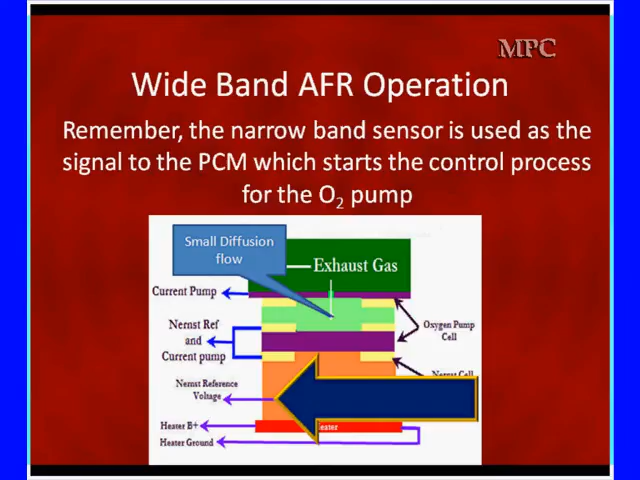 MPC
Wide Band AFR Operation
Remember, the narrow band sensor is used as the
signal to the PCM which starts the control process
for the O₂ pump
Small Diffusion
flow
Exhaust Gas
Current Pump
Nernst Ref
and
Current pump
Oxygen Pump
Cell
Nernst Cell
Nernst Reference
Voltage
Heater B+
eater
Heater Ground